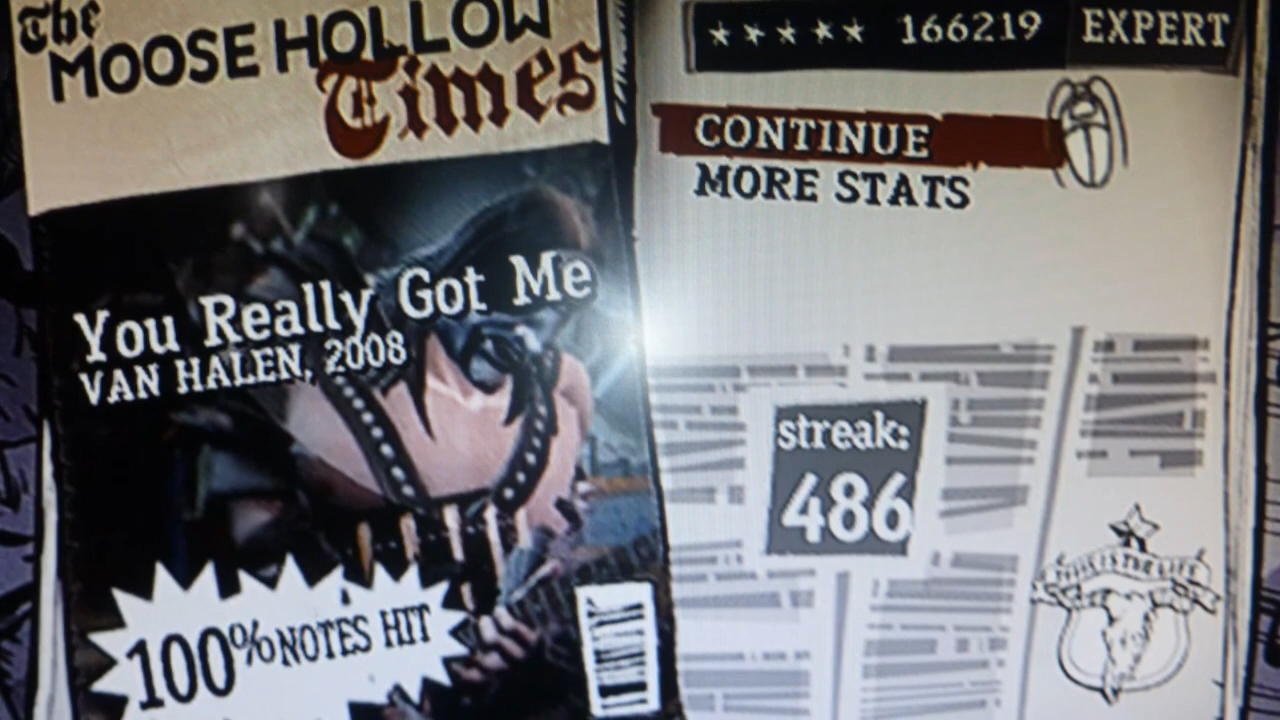 The
MOOSE HOLLOW
Times
You Really Got Me
VAN HALEN, 2008
100% NOTES HIT
★★★★★ 166219 EXPERT
CONTINUE
MORE STATS
streak:
486